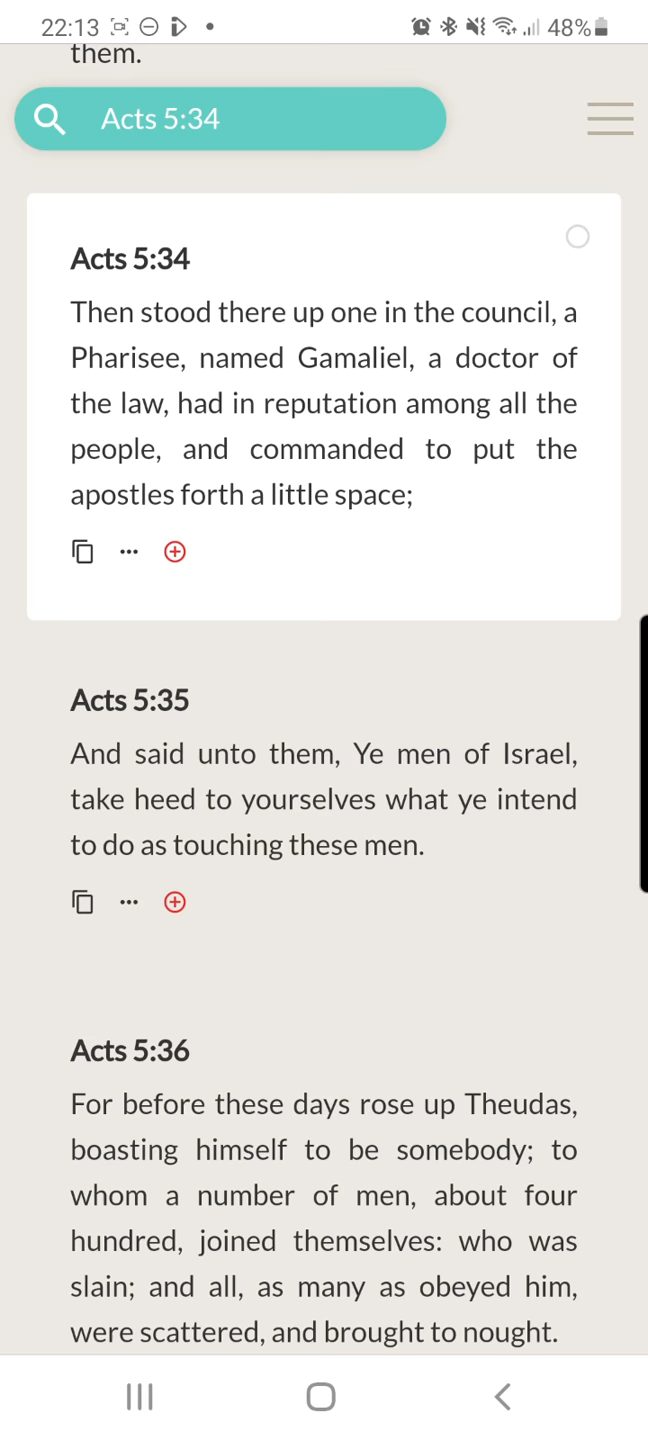 22:13
48%
them.
Acts 5:34
Acts 5:34
Then stood there up one in the council, a
Pharisee, named Gamaliel, a doctor of
the law, had in reputation among all the
people, and commanded to put the
apostles forth a little space;
Acts 5:35
And said unto them, Ye men of Israel,
take heed to yourselves what ye intend
to do as touching these men.
Acts 5:36
For before these days rose up Theudas,
boasting himself to be somebody; to
whom a number of men, about four
hundred, joined themselves: who was
slain; and all, as many as obeyed him,
were scattered, and brought to nought.